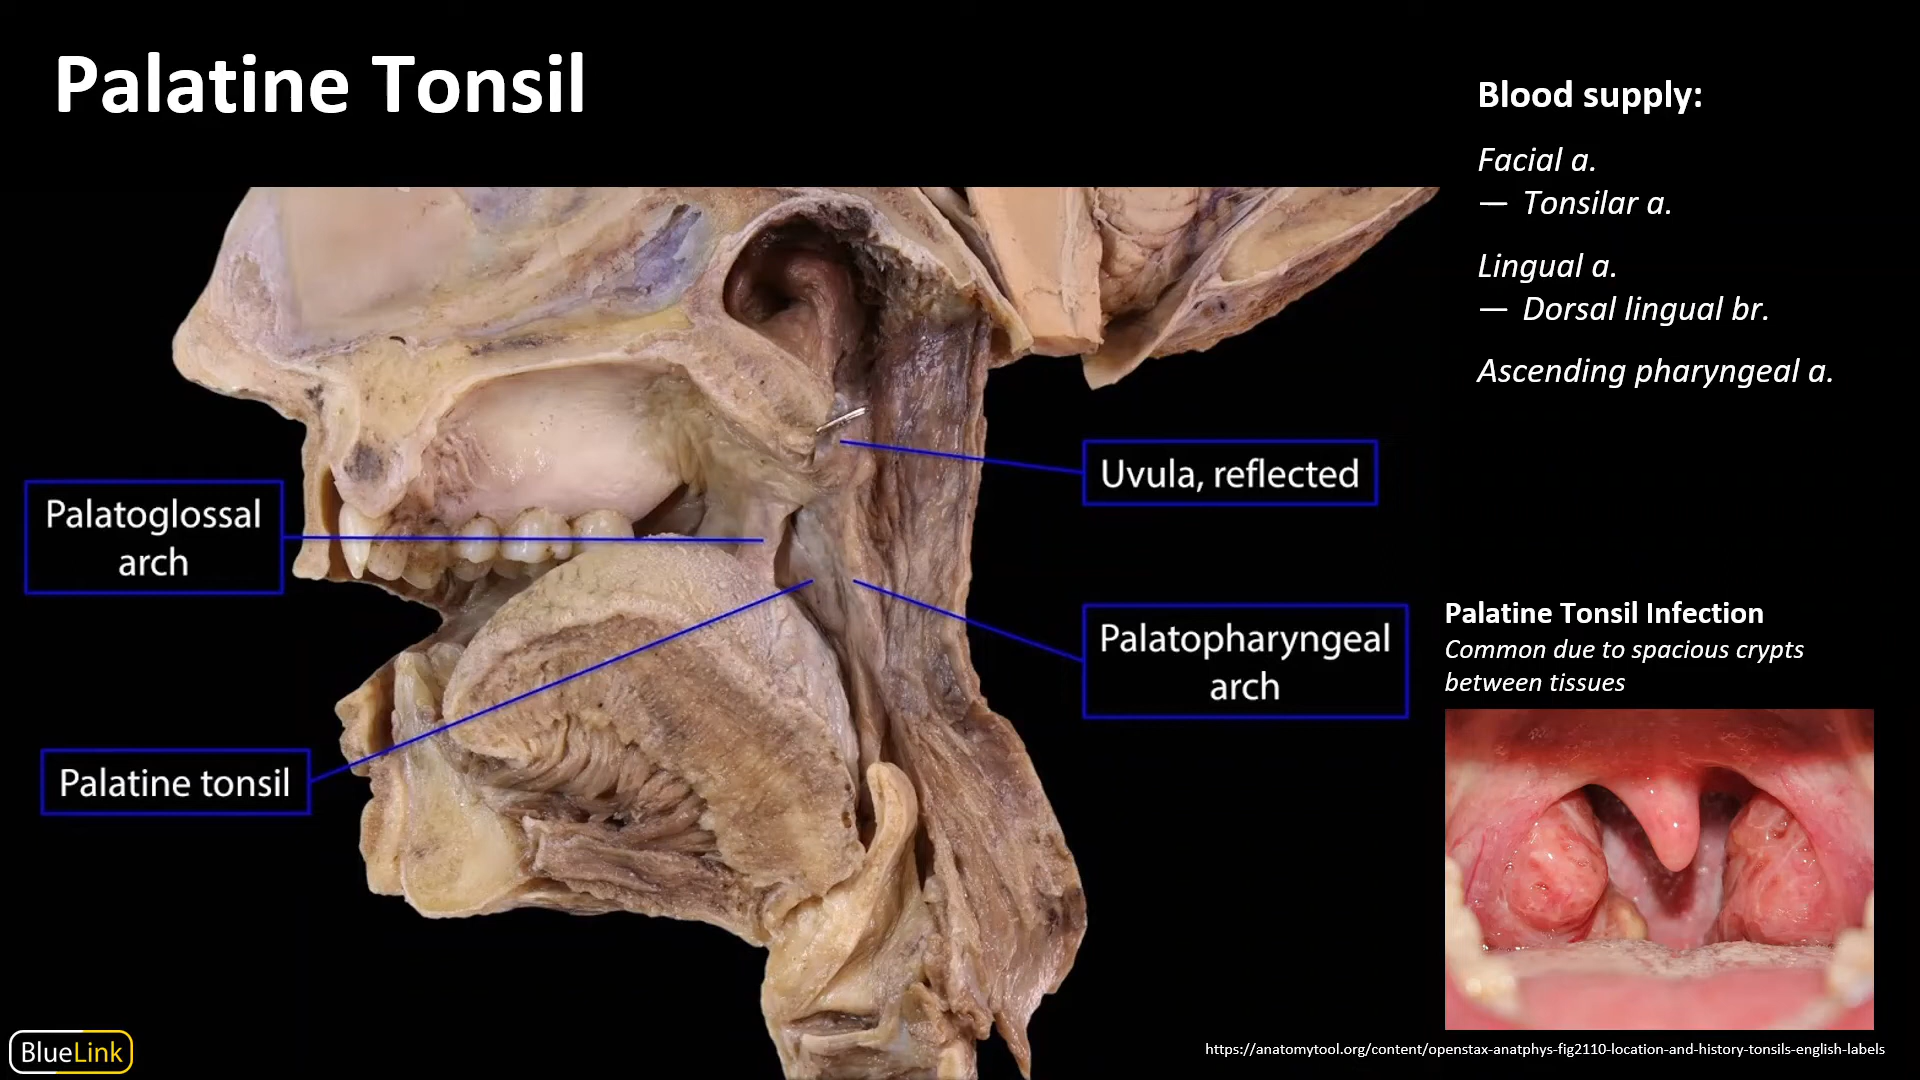 Palatine Tonsil
Blood supply:
Facial a.
— Tonsilar a.
Lingual a.
— Dorsal lingual br.
Ascending pharyngeal a.
Uvula, reflected
Palatoglossal
arch
Palatopharyngeal
arch
Palatine tonsil
Palatine Tonsil Infection
Common due to spacious crypts
between tissues
BlueLink
https://anatomytool.org/content/openstax-anatphys-fig2110-location-and-history-tonsils-english-labels